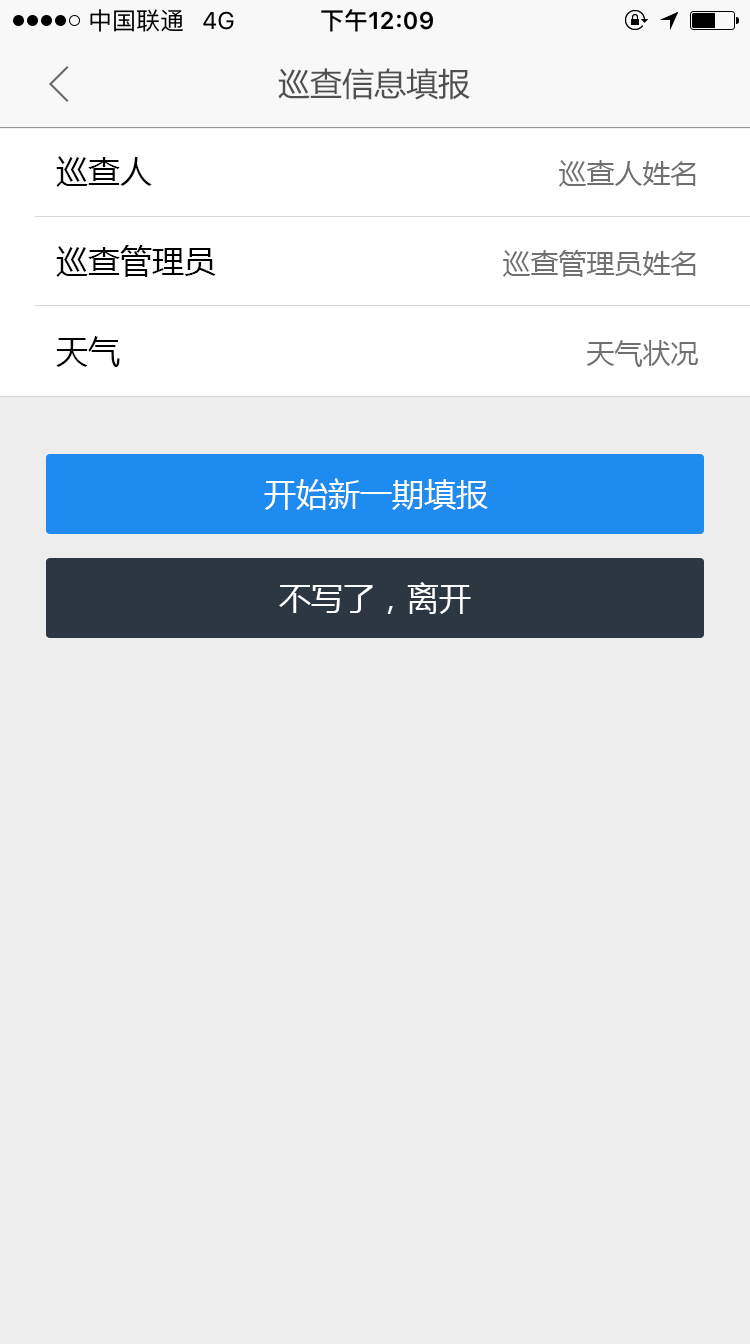 中国联通 4G 下午12:09
巡查信息填报
巡查人 巡查人姓名
巡查管理员 巡查管理员姓名
天气 天气状况
开始新一期填报
不写了，离开